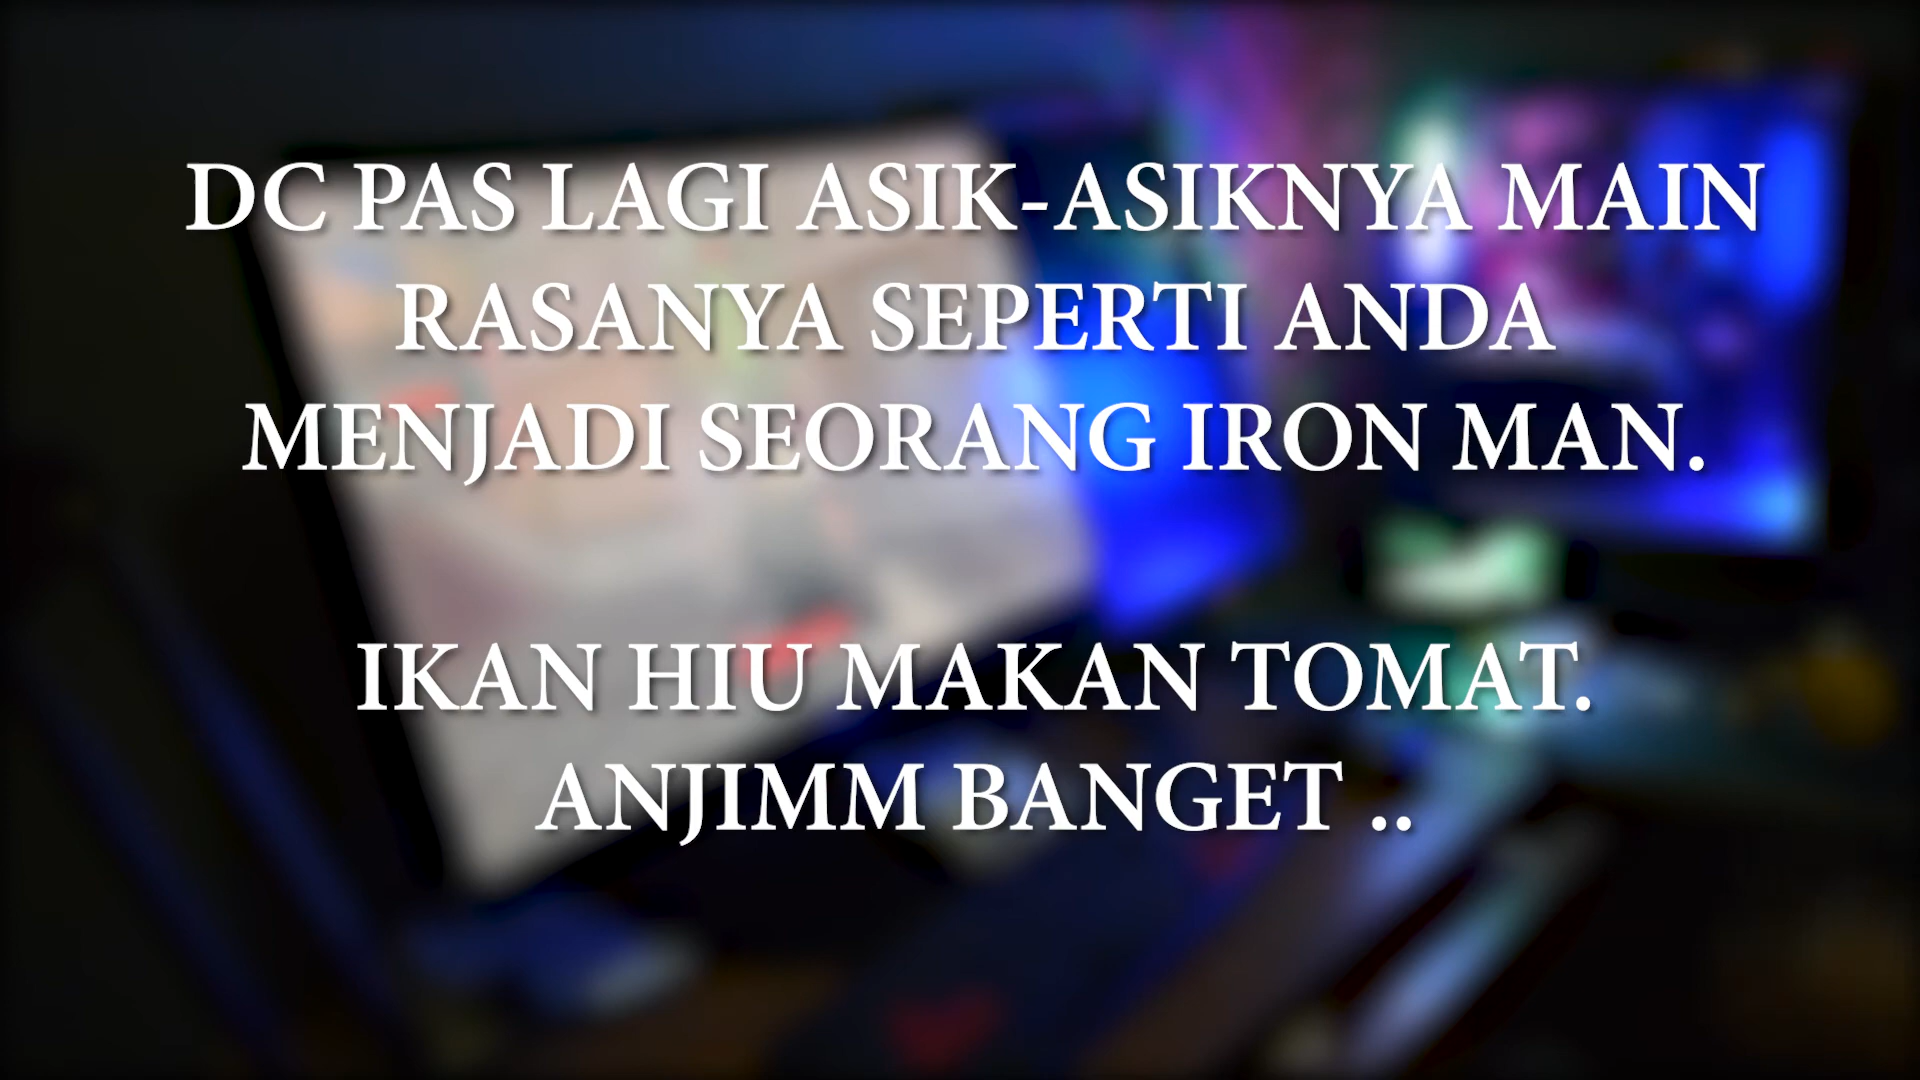 DC PAS LAGI ASIK-ASIKNYA MAIN
RASANYA SEPERTI ANDA
MENJADI SEORANG IRON MAN.
IKAN HIU MAKAN TOMAT.
ANJIMM BANGET ..